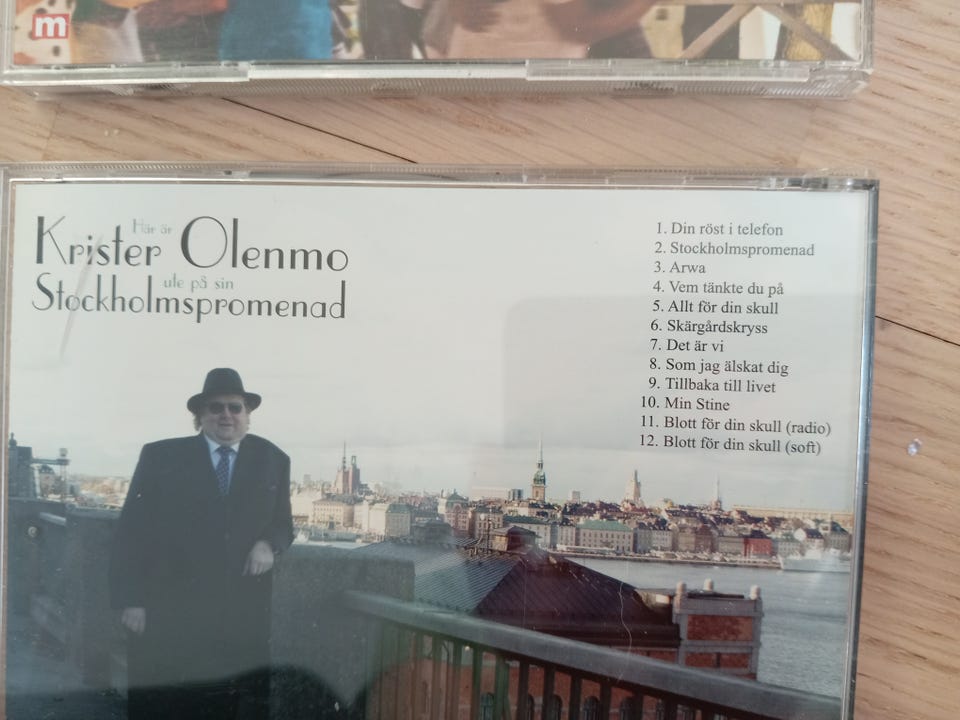 m
Här är
Krister Olenmo
ute på sin
Stockholmspromenad
1. Din röst i telefon
2. Stockholmspromenad
3. Arwa
4. Vem tänkte du på
5. Allt för din skull
6. Skärgårdskryss
7. Det är vi
8. Som jag älskat dig
9. Tillbaka till livet
10. Min Stine
11. Blott för din skull (radio)
12. Blott för din skull (soft)